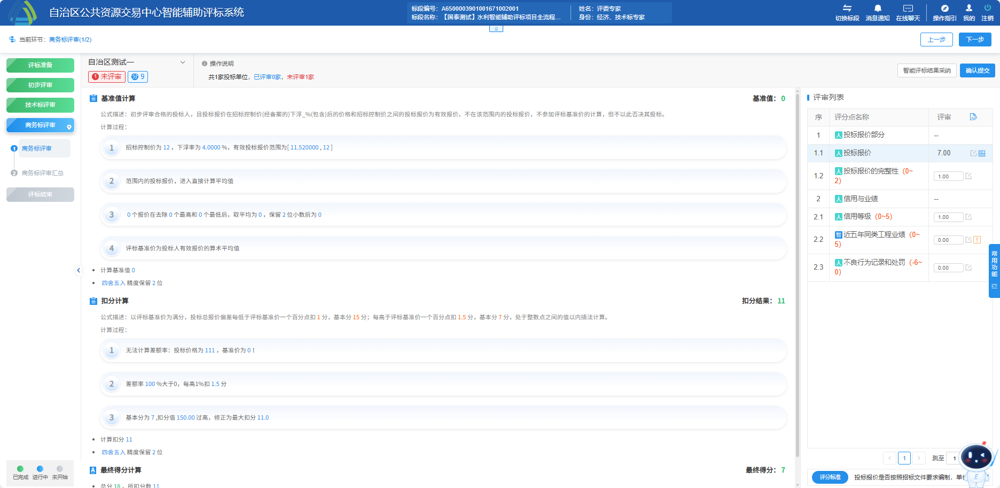 自治区公共资源交易中心智能辅助评标系统
标段编号：A6500003901001671002001
标段名称：【国泰测试】水利智能辅助评标项目全流程...
姓名：评委专家
身份：经济、技术标专家
切换标段
消息通知
在线聊天
操作指引
我的
注销
当前环节：商务标评审(1/2)
上一步
下一步
评标准备
初步评审
技术标评审
商务标评审
1 商务标评审
2 商务标评审汇总
评标结束
已完成 进行中 未开始
自治区测试一
1 未评审
分 9
操作说明
共1家投标单位，已评审0家，未评审1家
智能评标结果采纳
确认提交
基准值计算
基准值：0
公式描述：初步评审合格的投标人，目投标报价在招标控制价(经备案的)下浮_%(包含)后的价格和招标控制价之间的投标报价为有效报价，不在该范围内的投标报价，不参加评标基准价的计算，但不以此否决其投标。
计算过程：
1 招标控制价为 12 ，下浮率为 4.0000 %，有效投标报价范围为[ 11.520000 , 12 ]
2 范围内的投标报价，进入直接计算平均值
3 0 个报价在去除 0 个最高和 0 个最低后，取平均为 0 ，保留 2 位小数后为 0
4 评标基准价为投标人有效报价的算术平均值
• 计算基准值 0
• 四舍五入 精度保留 2 位
扣分计算
扣分结果：11
公式描述：以评标基准价为满分，投标总报价偏差每低于评标基准价一个百分点扣 1 分，基本分 15 分；每高于评标基准价一个百分点扣 1.5 分，基本分 7 分，处于整数点之间的值以内插法计算。
计算过程：
1 无法计算差额率：投标价格为 111 ，基准价为 0 ！
2 差额率 100 %大于0，每高1%扣 1.5 分
3 基本分为 7 ,扣分值 150.00 过高，修正为最大扣分 11.0
• 计算扣分 11
• 四舍五入 精度保留 2 位
A 最终得分计算
最终得分：7
• 总分 18 ，所扣分数 11
评审列表
序 评分点名称 评审
1 人 投标报价部分 --
1.1 人 投标报价 7.00
1.2 人 投标报价的完整性（0~
2） 1.00
2 人 信用与业绩 --
2.1 人 信用等级（0~5） 1.00
2.2 智 近五年同类工程业绩（0~
5） 0.00
2.3 人 不良行为记录和处罚（-6~
0） 0.00
常用功能
1
跳至 1
评分标准
投标报价是否按照招标文件要求编制，单
E